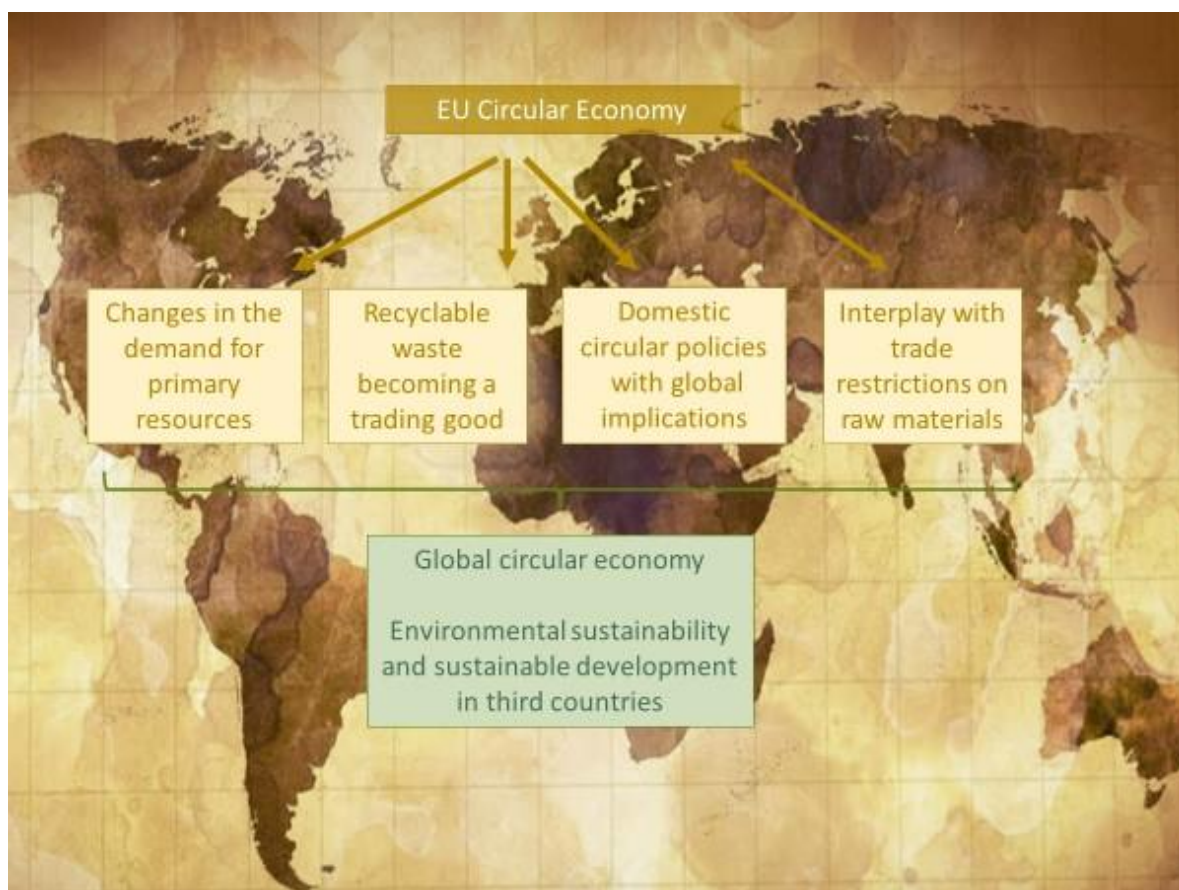 EU Circular Economy
Changes in the
demand for
primary
resources
Recyclable
waste
becoming a
trading good
Domestic
circular policies
with global
implications
Interplay with
trade
restrictions on
raw materials
Global circular economy
Environmental sustainability
and sustainable development
in third countries